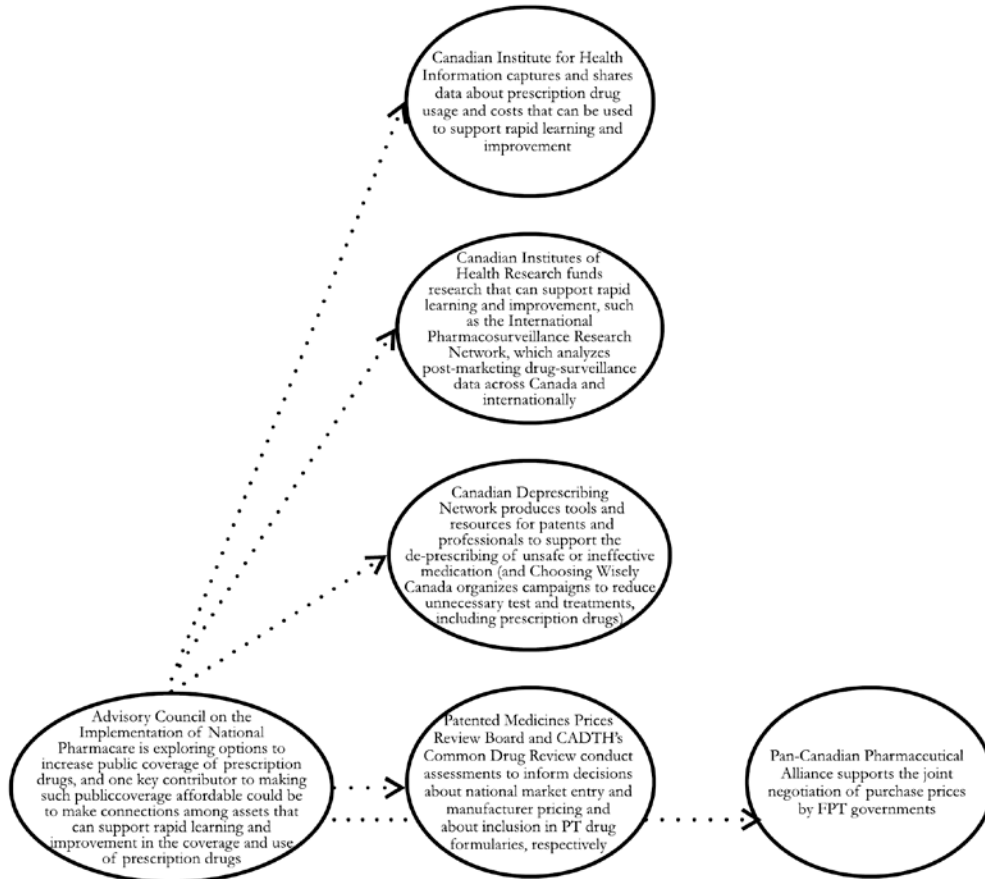 Canadian Institute for Health
Information captures and shares
data about prescription drug
usage and costs that can be used
to support rapid learning and
improvement
Canadian Institutes of
Health Research funds
research that can support rapid
learning and improvement, such
as the International
Pharmacosurveillance Research
Network, which analyzes
post-marketing drug-surveillance
data across Canada and
internationally
Canadian Deprescribing
Network produces tools and
resources for patents and
professionals to support the
de-prescribing of unsafe or ineffective
medication (and Choosing Wisely
Canada organizes campaigns to reduce
unnecessary test and treatments,
including prescription drugs)
Advisory Council on the
Implementation of National
Pharmacare is exploring options to
increase public coverage of prescription
drugs, and one key contributor to making
such publiccoverage affordable could be
to make connections among assets that
can support rapid learning and
improvement in the coverage and use
of prescription drugs
Patented Medicines Prices
Review Board and CADTH's
Common Drug Review conduct
assessments to inform decisions
about national market entry and
manufacturer pricing and
about inclusion in PT drug
formularies, respectively
Pan-Canadian Pharmaceutical
Alliance supports the joint
negotiation of purchase prices
by FPT governments